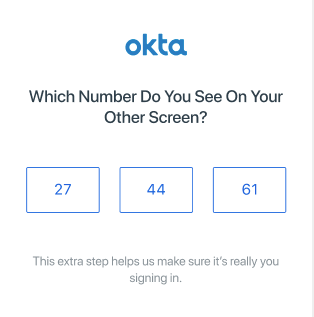 okta
Which Number Do You See On Your
Other Screen?
27 44 61
This extra step helps us make sure it's really you
signing in.